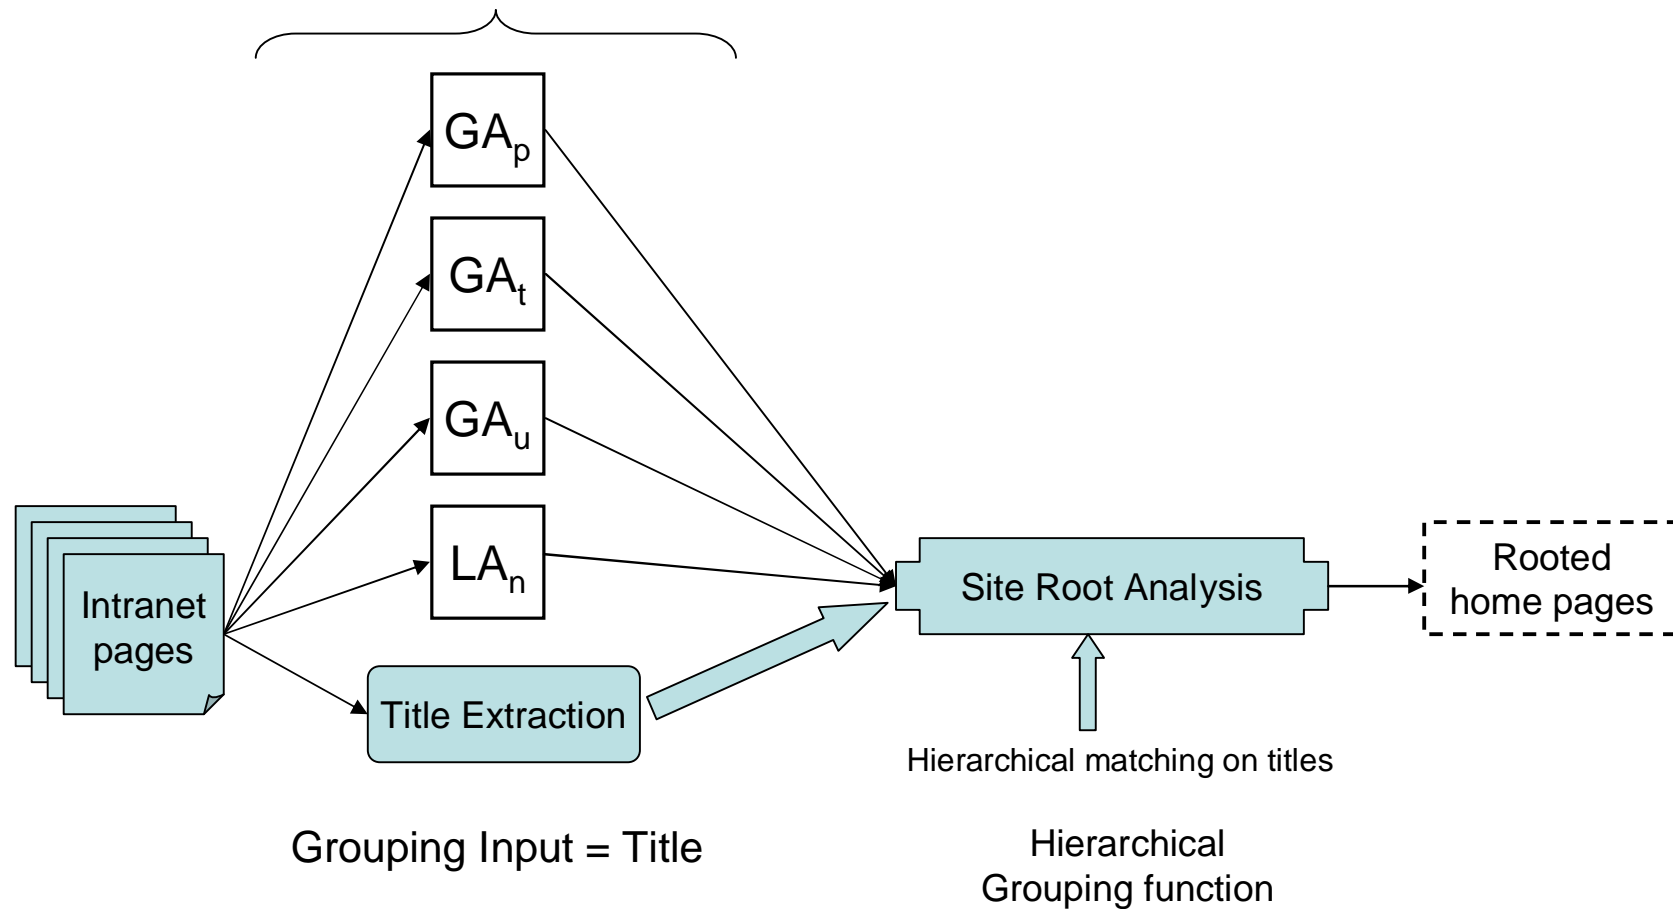 GAp
GAt
GAu
LAn
Intranet
pages
Title Extraction
Site Root Analysis
Rooted
home pages
Hierarchical matching on titles
Grouping Input = Title
Hierarchical
Grouping function